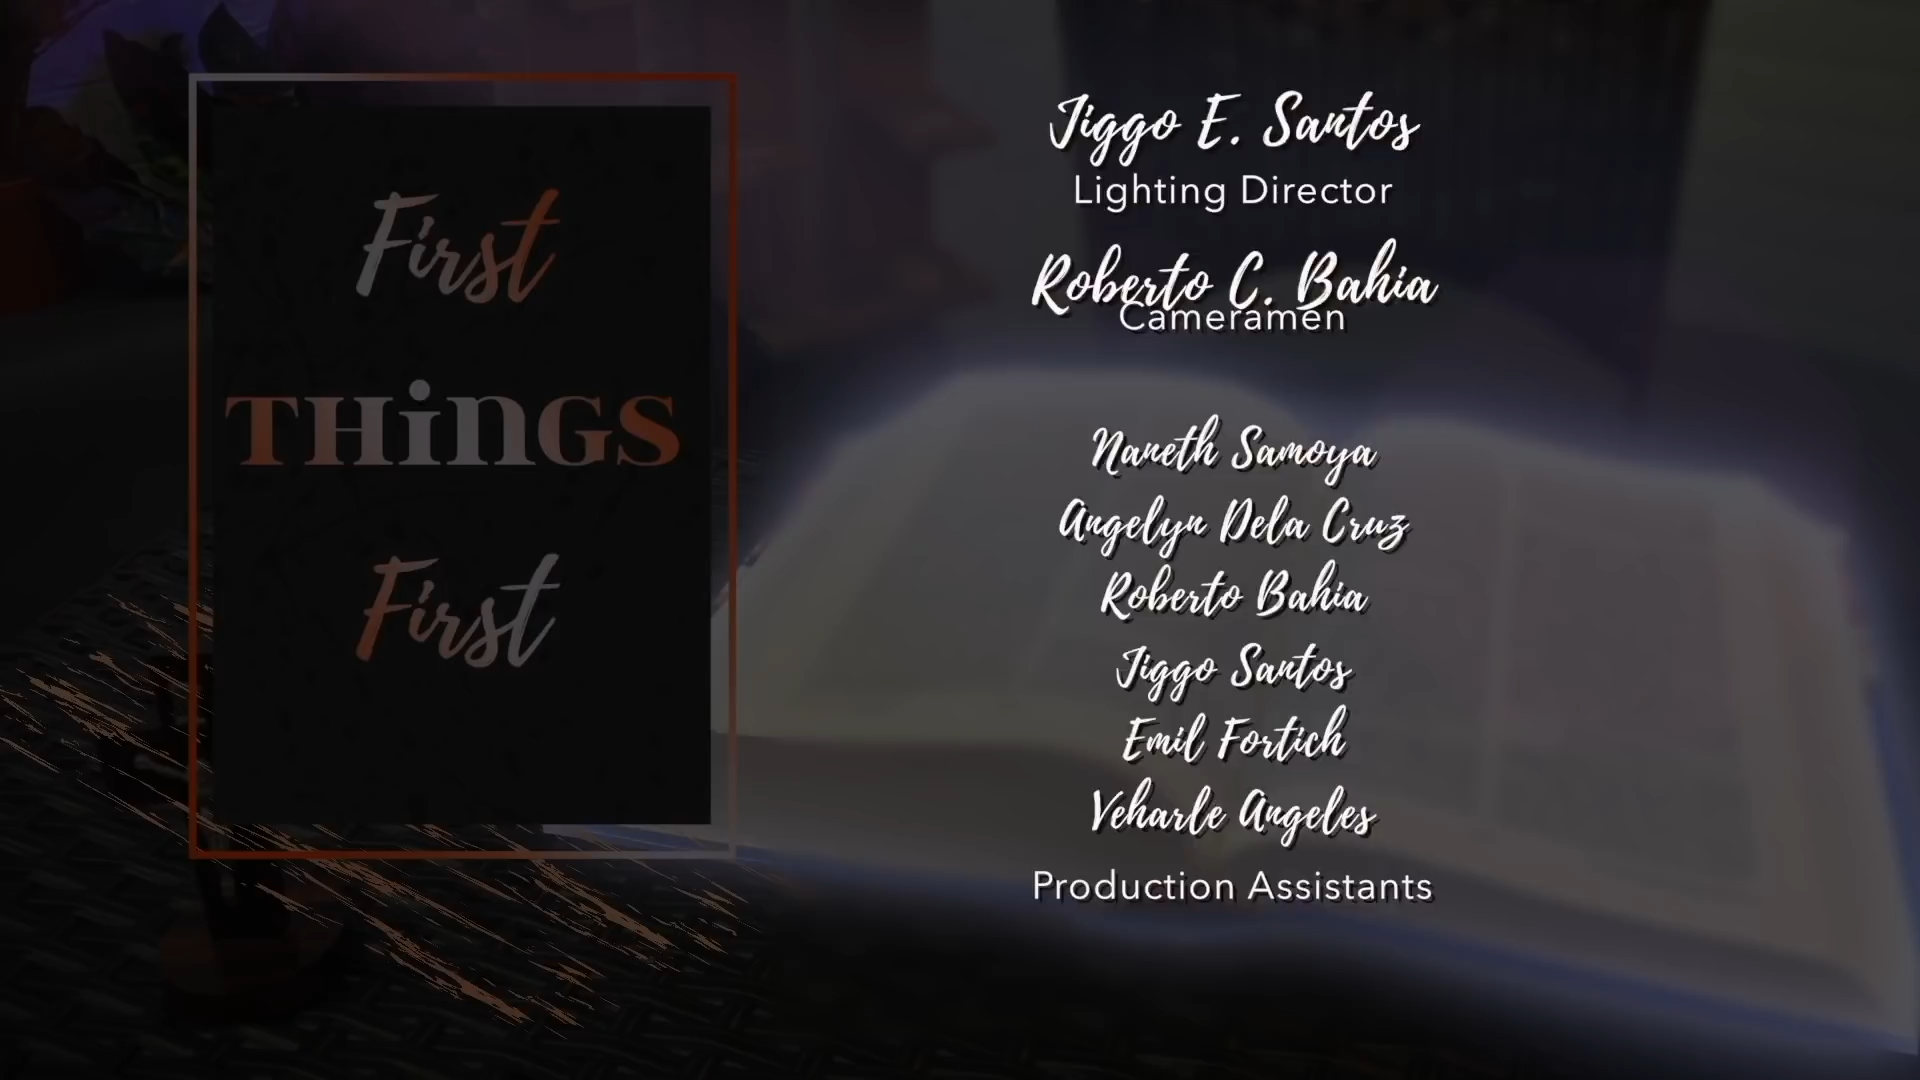 First
THiNGS
First
Jiggo E. Santos
Lighting Director
Roberto C. Bahia
Cameramen
Naneth Samoya
Angelyn Dela Cruz
Roberto Bahia
Jiggo Santos
Emil Fortich
Veharle Angeles
Production Assistants